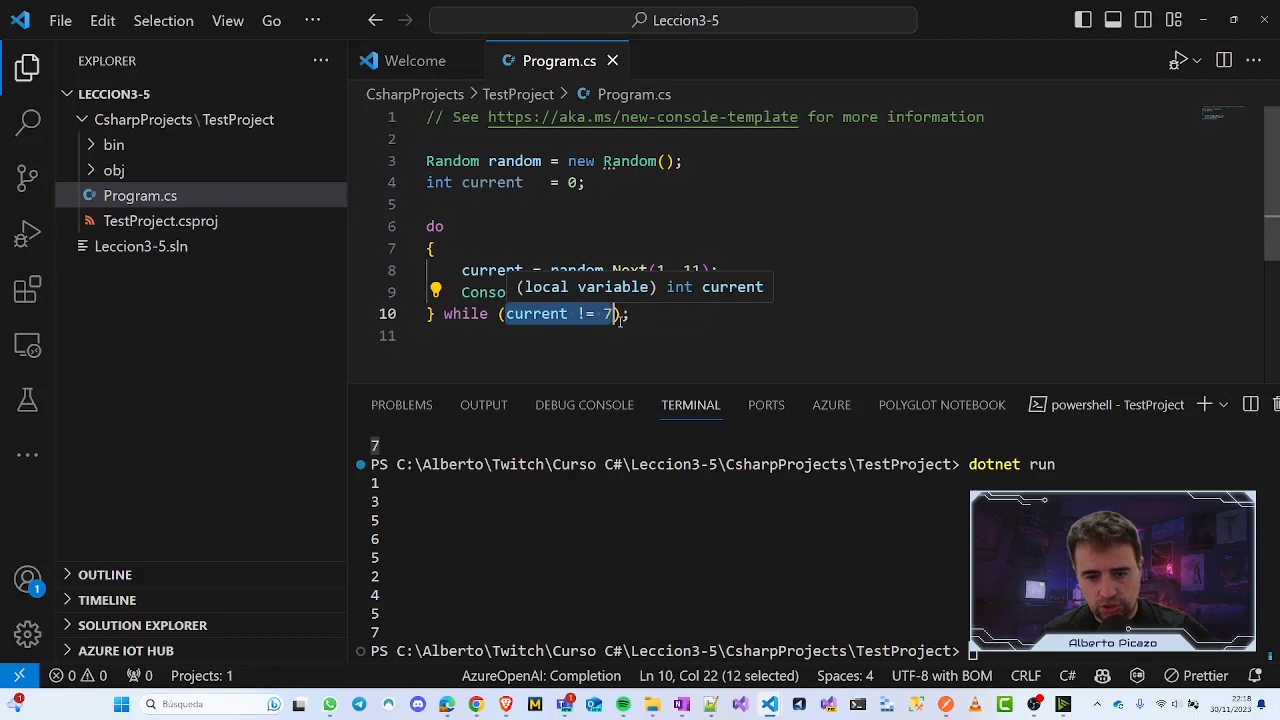 File Edit Selection View Go ··· Leccion3-5
EXPLORER ···
LECCION3-5
CsharpProjects \ TestProject
bin
obj
Program.cs
TestProject.csproj
Leccion3-5.sln
OUTLINE
TIMELINE
SOLUTION EXPLORER
AZURE IOT HUB
1
Welcome Program.cs
CsharpProjects > TestProject > Program.cs
1 // See https://aka.ms/new-console-template for more information
2
3 Random random = new Random();
4 int current = 0;
5
6 do
7 {
8 current = random.Next(1, 11);
(local variable) int current
9 Conso
10 } while (current != 7);
11
PROBLEMS OUTPUT DEBUG CONSOLE TERMINAL PORTS AZURE POLYGLOT NOTEBOOK powershell - TestProject
7
PS C:\Alberto\Twitch\Curso C#\Leccion3-5\CsharpProjects\TestProject> dotnet run
1
3
5
6
5
2
4
5
7
PS C:\Alberto\Twitch\Curso C#\Leccion3-5\CsharpProjects\TestProject>
Alberto Picazo
0 0 0 Projects: 1 AzureOpenAI: Completion Ln 10, Col 22 (12 selected) Spaces: 4 UTF-8 with BOM CRLF C# Prettier
Búsqueda 22:18
30/11/2023